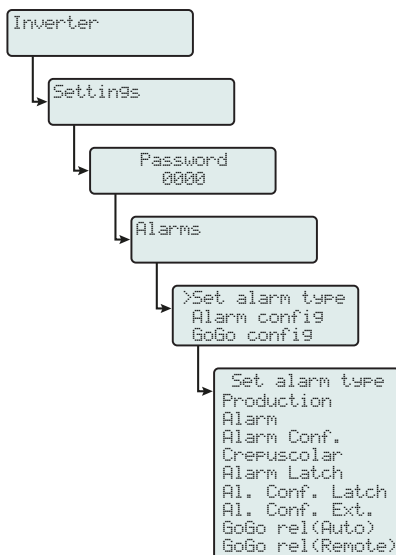 Inverter
Settings
Password
0000
Alarms
>Set alarm type
Alarm config
GoGo config
Set alarm type
Production
Alarm
Alarm Conf.
Crepuscolar
Alarm Latch
Al. Conf. Latch
Al. Conf. Ext.
GoGo rel(Auto)
GoGo rel(Remote)